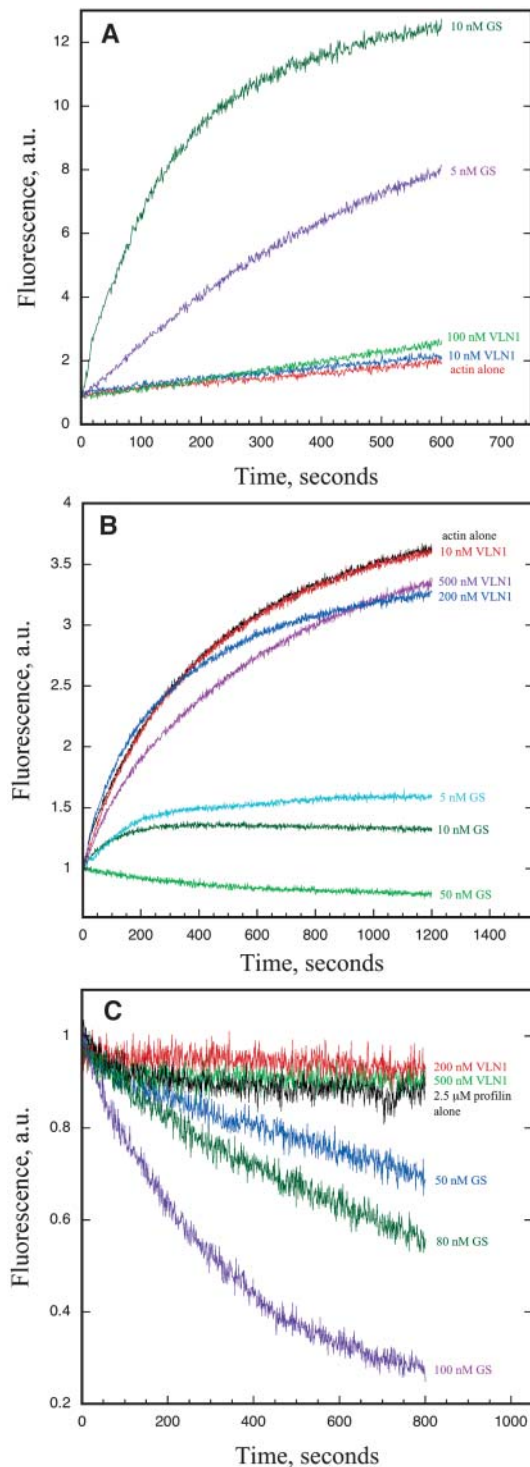 A
12
8
4
2
0
Fluorescence, a.u.
10 nM GS
5 nM GS
100 nM VLN1
10 nM VLN1
actin alone
0 100 200 300 400 500 600 700
Time, seconds
B
4
3.5
3
2.5
2
1.5
1
Fluorescence, a.u.
actin alone
10 nM VLN1
500 nM VLN1
200 nM VLN1
5 nM GS
10 nM GS
50 nM GS
0 200 400 600 800 1000 1200 1400
Time, seconds
C
1
0.8
0.6
0.4
0.2
Fluorescence, a.u.
200 nM VLN1
500 nM VLN1
2.5 µM profilin
alone
50 nM GS
80 nM GS
100 nM GS
0 200 400 600 800 1000
Time, seconds